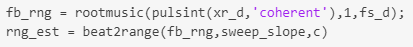 fb_rng = rootmusic(pulsint(xr_d,'coherent'),1,fs_d);
rng_est = beat2range(fb_rng,sweep_slope,c)